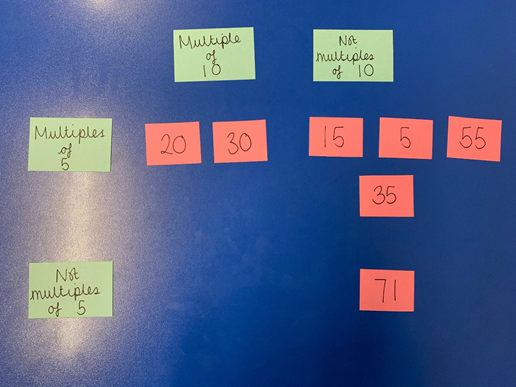 Multiple
of
10
Not
multiples
of 10
Multiples
of
5
20
30
15
5
55
35
Not
multiples
of 5
71